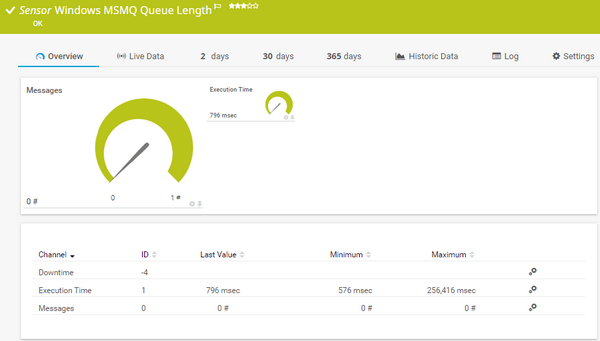 Sensor Windows MSMQ Queue Length
OK
Overview Live Data 2 days 30 days 365 days Historic Data Log Settings
Messages
Execution Time
796 msec
0 #
0
1 #
Channel ID Last Value Minimum Maximum
Downtime -4
Execution Time 1 796 msec 576 msec 256,416 msec
Messages 0 0 # 0 # 0 #